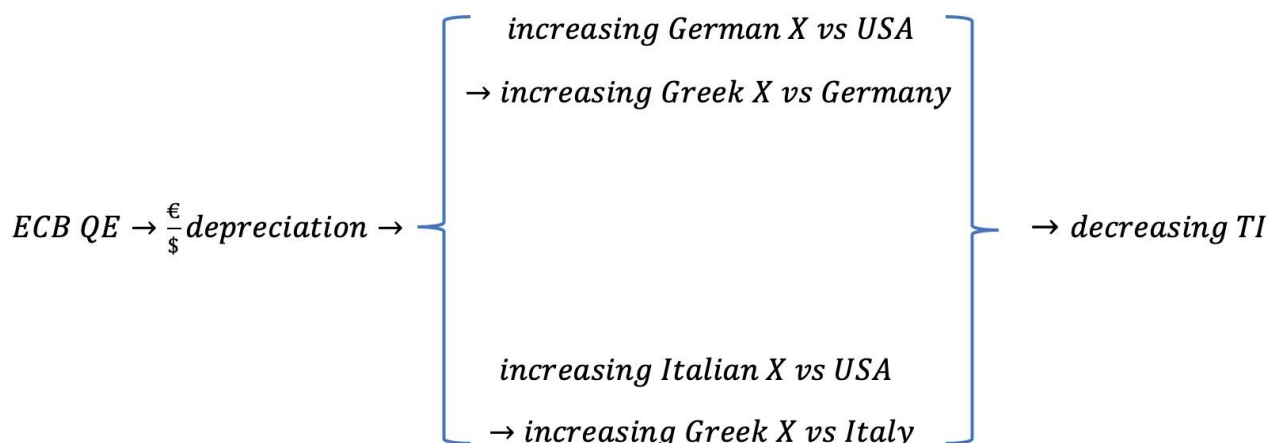 increasing German X vs USA
→ increasing Greek X vs Germany
ECB QE → €/$ depreciation → → decreasing TI
increasing Italian X vs USA
→ increasing Greek X vs Italy